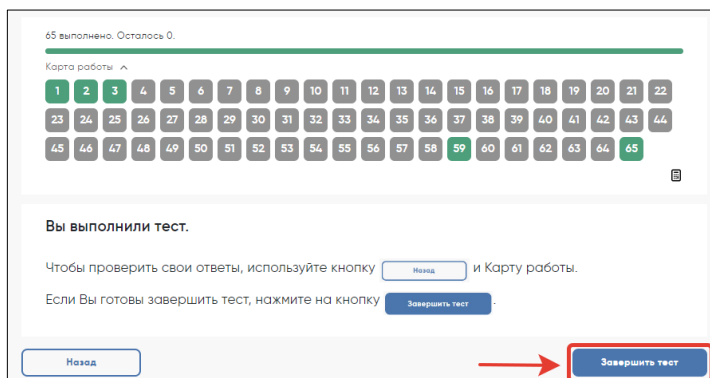 65 выполнено. Осталось 0.
Карта работы
1 2 3 4 5 6 7 8 9 10 11 12 13 14 15 16 17 18 19 20 21 22
23 24 25 26 27 28 29 30 31 32 33 34 35 36 37 38 39 40 41 42 43 44
45 46 47 48 49 50 51 52 53 54 55 56 57 58 59 60 61 62 63 64 65
Вы выполнили тест.
Чтобы проверить свои ответы, используйте кнопку Назад и Карту работы.
Если Вы готовы завершить тест, нажмите на кнопку Завершить тест .
Назад Завершить тест